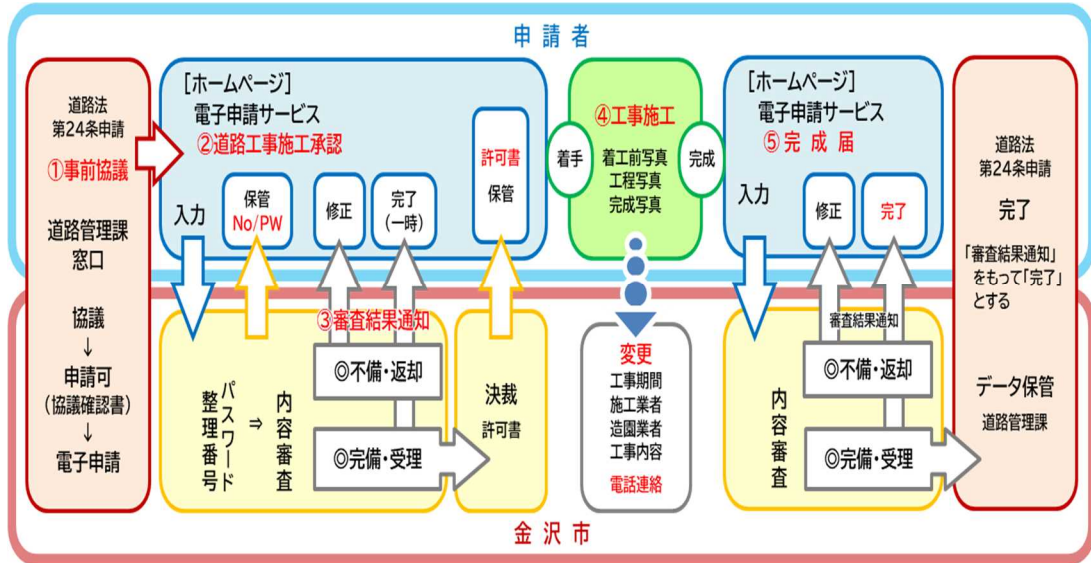 申請者
道路法
第24条申請
①事前協議
道路管理課
窓口
協議
↓
申請可
(協議確認書)
↓
電子申請
[ホームページ]
電子申請サービス
②道路工事施工承認
入力
保管
No/PW
修正
完了
(一時)
許可書
保管
整理番号
パスワード
⇒
内容審査
③審査結果通知
◎不備・返却
◎完備・受理
決裁
許可書
着手
④工事施工
着工前写真
工程写真
完成写真
完成
変更
工事期間
施工業者
造園業者
工事内容
電話連絡
[ホームページ]
電子申請サービス
⑤完成届
入力
修正
完了
審査結果通知
内容審査
◎不備・返却
◎完備・受理
道路法
第24条申請
完了
「審査結果通知」
をもって「完了」
とする
データ保管
道路管理課
金沢市